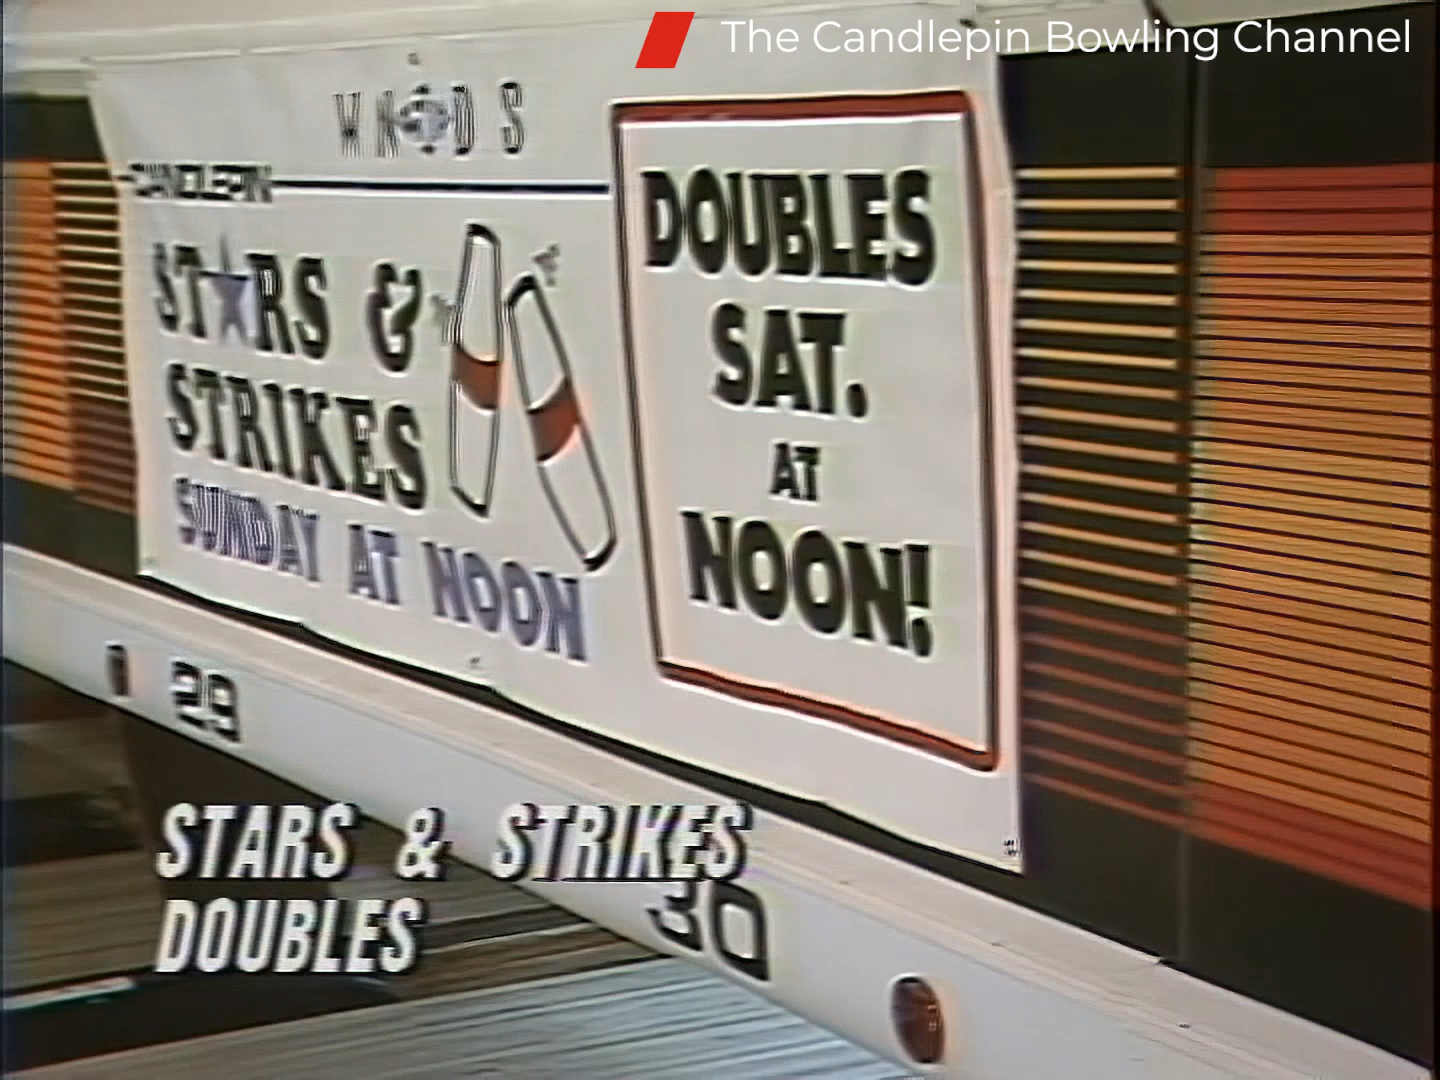 The Candlepin Bowling Channel
CANDLEPIN
STARS &
STRIKES
SUNDAY AT NOON
DOUBLES
SAT.
AT
NOON!
29
30
STARS & STRIKES
DOUBLES